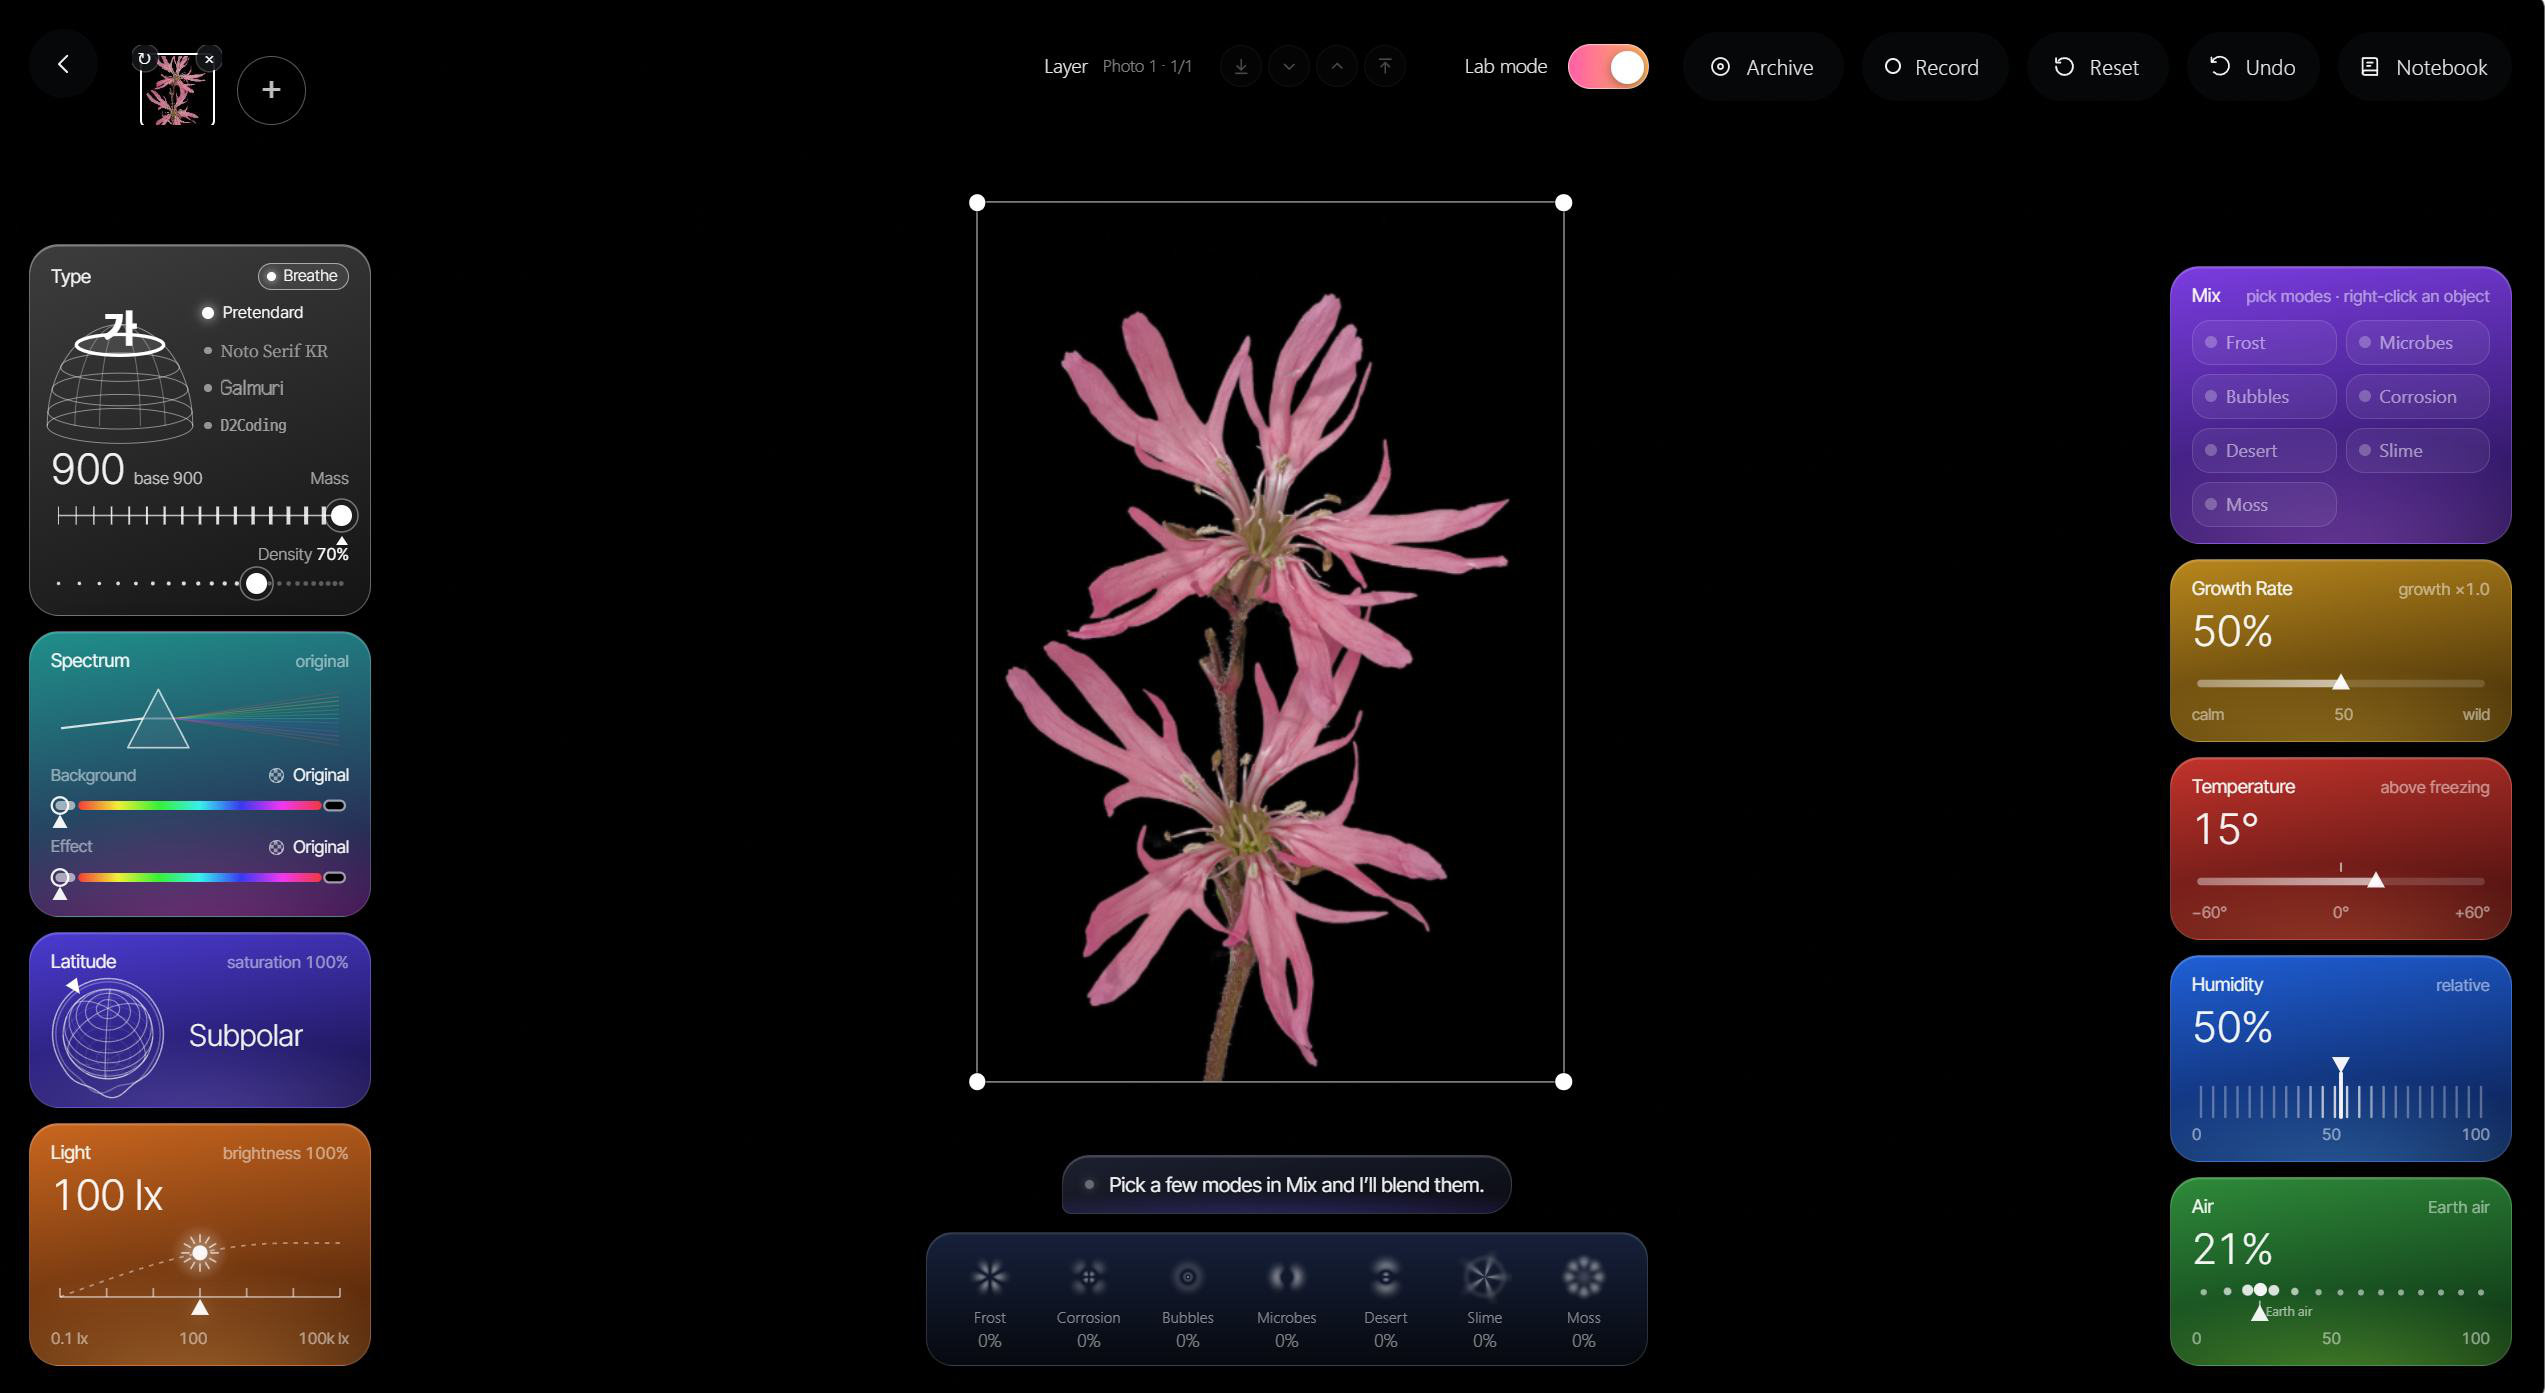 Layer Photo 1 · 1/1
Lab mode
Archive
Record
Reset
Undo
Notebook
Type
Breathe
가
Pretendard
Noto Serif KR
Galmuri
D2Coding
900 base 900 Mass
Density 70%
Spectrum original
Background Original
Effect Original
Latitude saturation 100%
Subpolar
Light brightness 100%
100 lx
0.1 lx 100 100k lx
Pick a few modes in Mix and I’ll blend them.
Frost Corrosion Bubbles Microbes Desert Slime Moss
0% 0% 0% 0% 0% 0% 0%
Mix pick modes · right-click an object
Frost Microbes
Bubbles Corrosion
Desert Slime
Moss
Growth Rate growth ×1.0
50%
calm 50 wild
Temperature above freezing
15°
−60° 0° +60°
Humidity relative
50%
0 50 100
Air Earth air
21%
Earth air
0 50 100